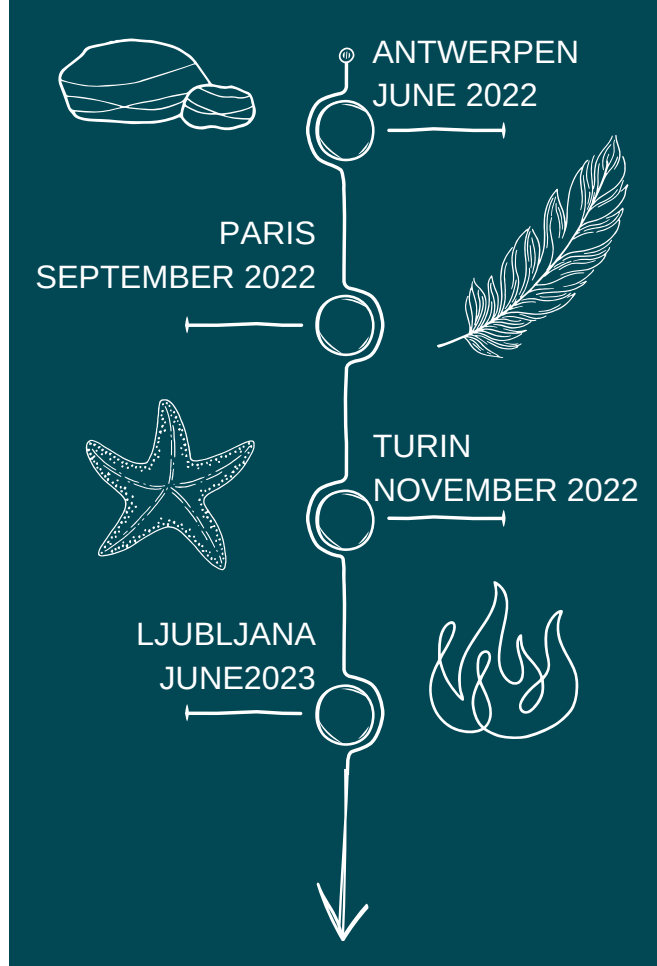 ANTWERPEN
JUNE 2022
PARIS
SEPTEMBER 2022
TURIN
NOVEMBER 2022
LJUBLJANA
JUNE2023